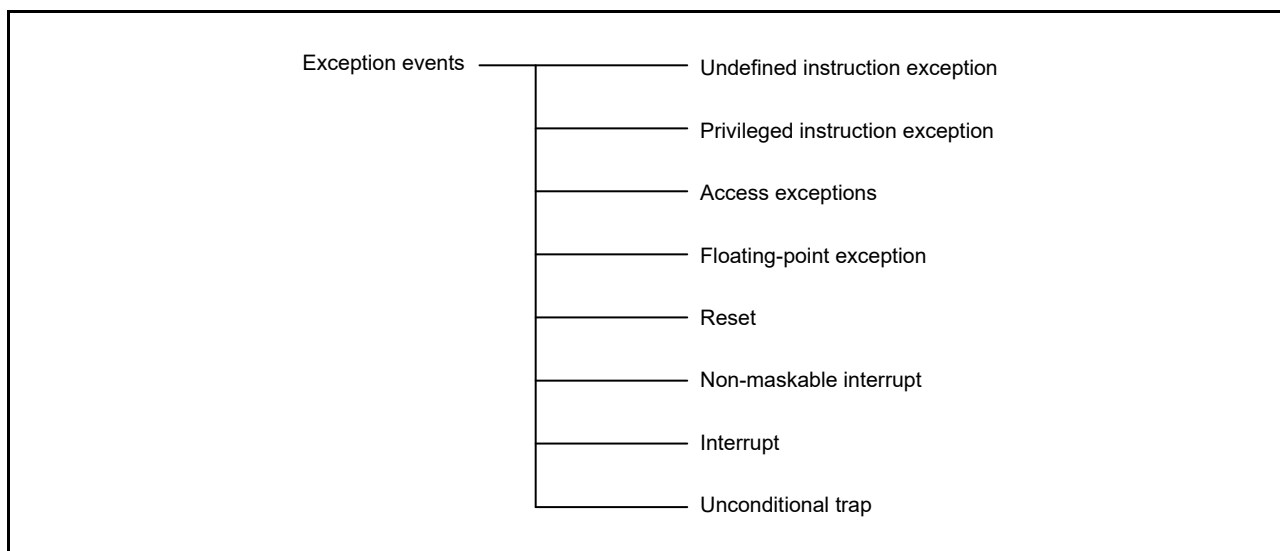 Exception events
Undefined instruction exception
Privileged instruction exception
Access exceptions
Floating-point exception
Reset
Non-maskable interrupt
Interrupt
Unconditional trap